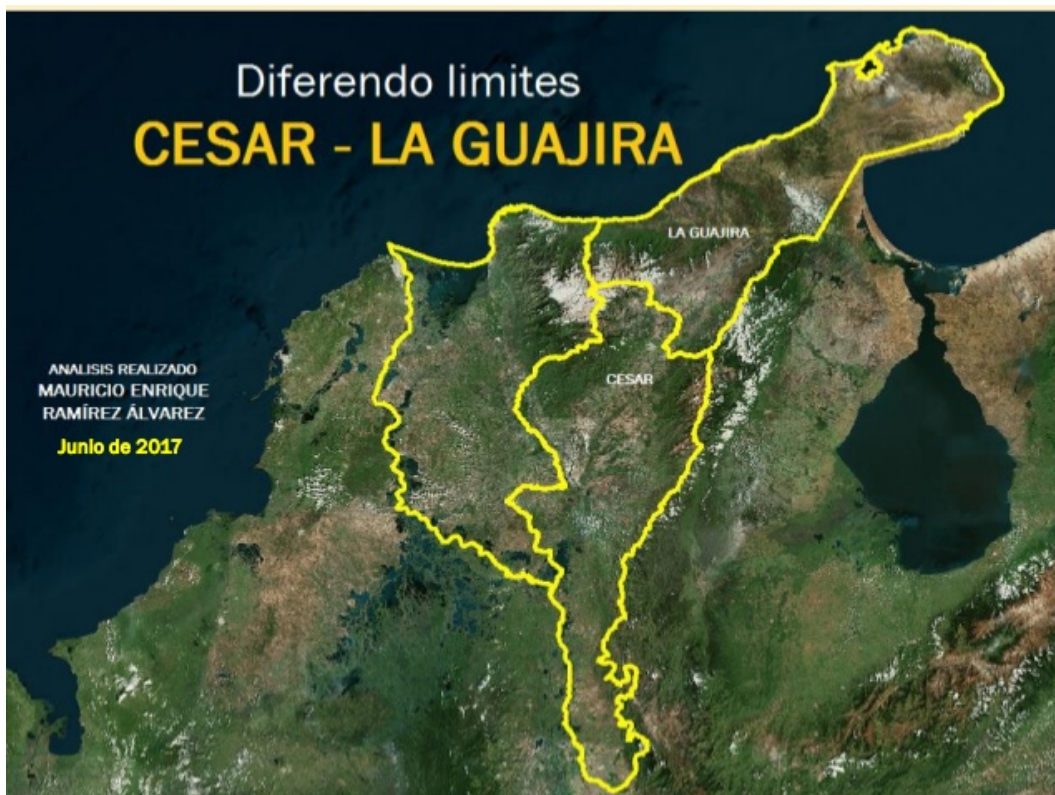 Diferendo limites
CESAR - LA GUAJIRA
LA GUAJIRA
CESAR
ANALISIS REALIZADO
MAURICIO ENRIQUE
RAMÍREZ ÁLVAREZ
Junio de 2017